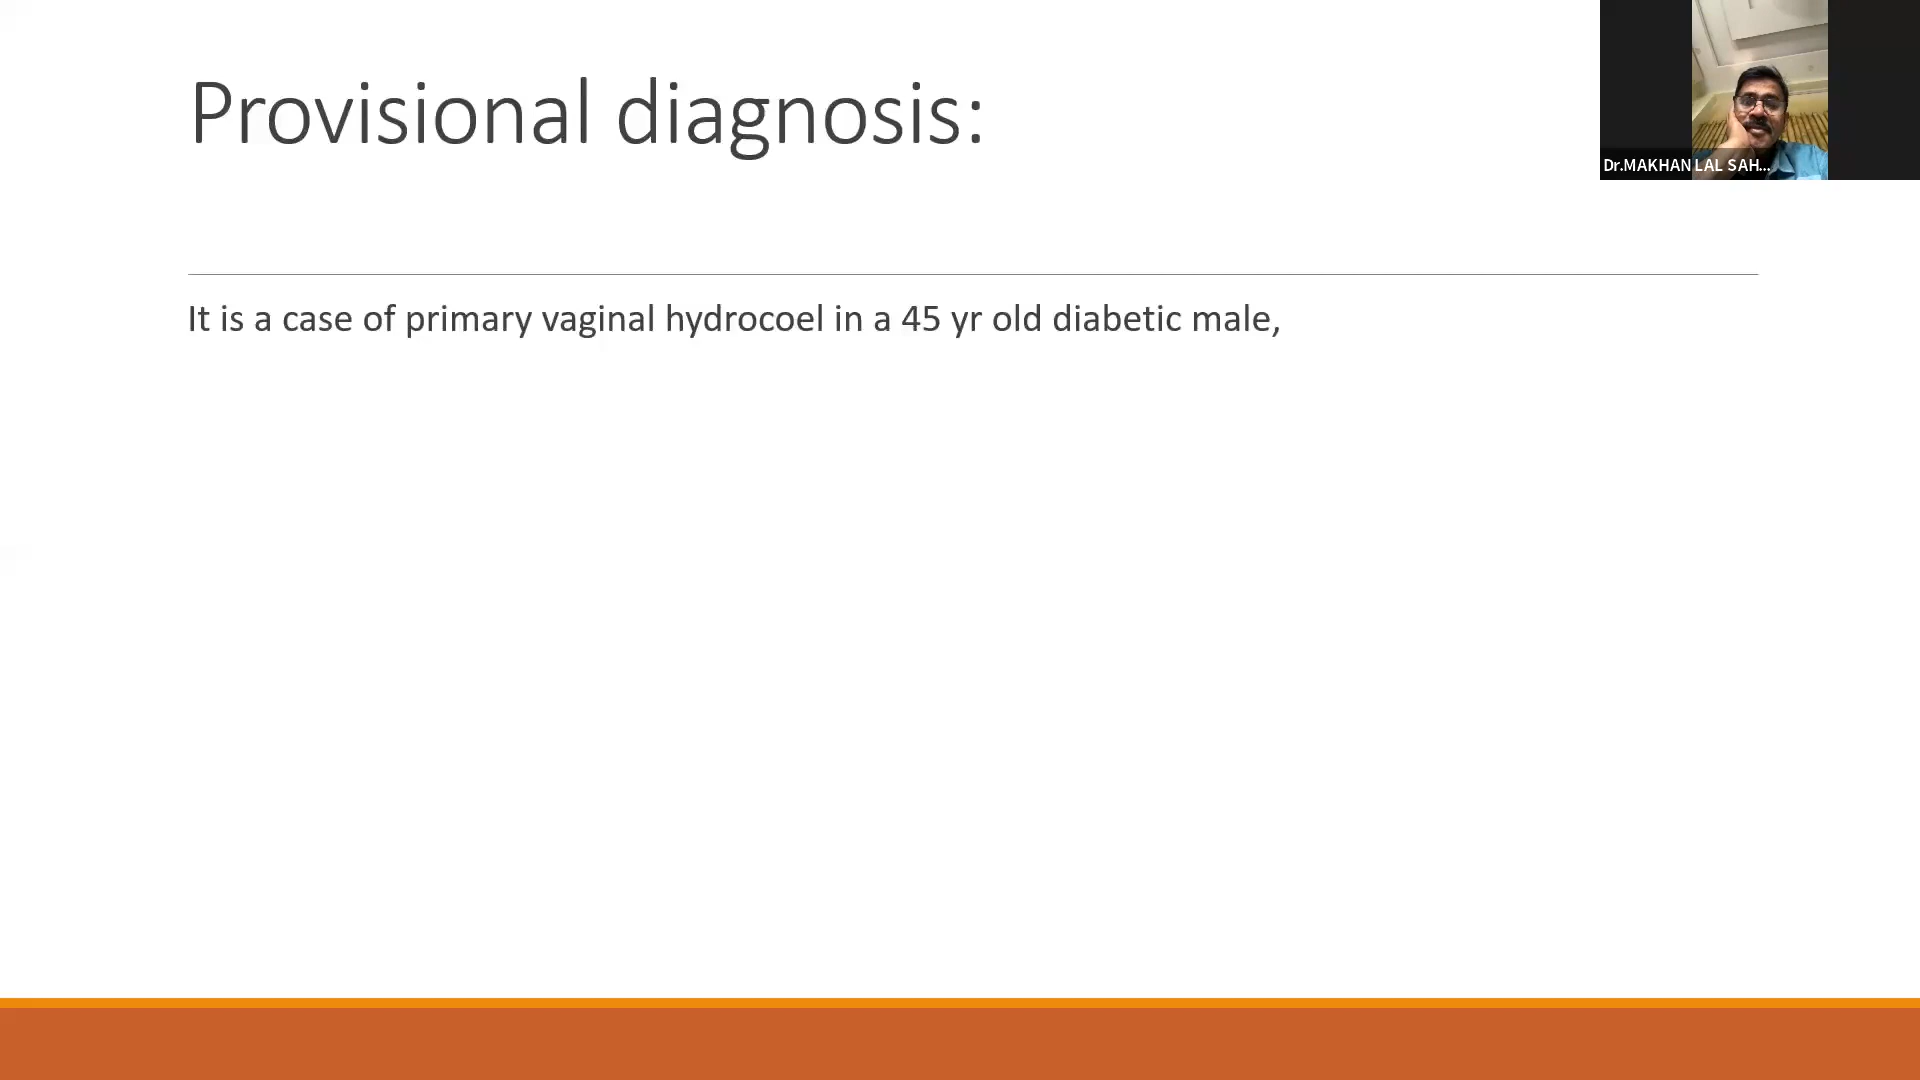 Provisional diagnosis:
Dr.MAKHAN LAL SAH...
It is a case of primary vaginal hydrocoel in a 45 yr old diabetic male,